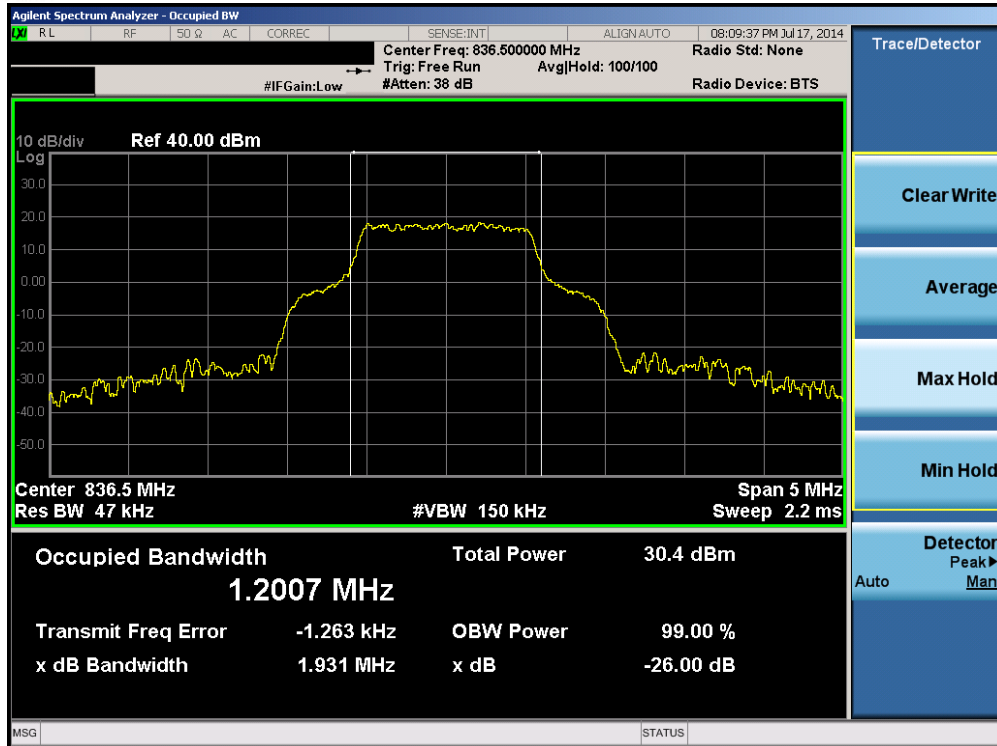 Agilent Spectrum Analyzer - Occupied BW
LXI RL RF 50 Ω AC CORREC SENSE:INT ALIGN AUTO 08:09:37 PM Jul 17, 2014
Center Freq: 836.500000 MHz Radio Std: None
Trig: Free Run Avg|Hold: 100/100
#IFGain:Low #Atten: 38 dB Radio Device: BTS
Trace/Detector
10 dB/div Ref 40.00 dBm
Log
30.0
20.0
10.0
0.00
-10.0
-20.0
-30.0
-40.0
-50.0
Center 836.5 MHz Span 5 MHz
Res BW 47 kHz #VBW 150 kHz Sweep 2.2 ms
Occupied Bandwidth Total Power 30.4 dBm
1.2007 MHz
Transmit Freq Error -1.263 kHz OBW Power 99.00 %
x dB Bandwidth 1.931 MHz x dB -26.00 dB
Clear Write
Average
Max Hold
Min Hold
Detector
Peak
Auto Man
MSG STATUS